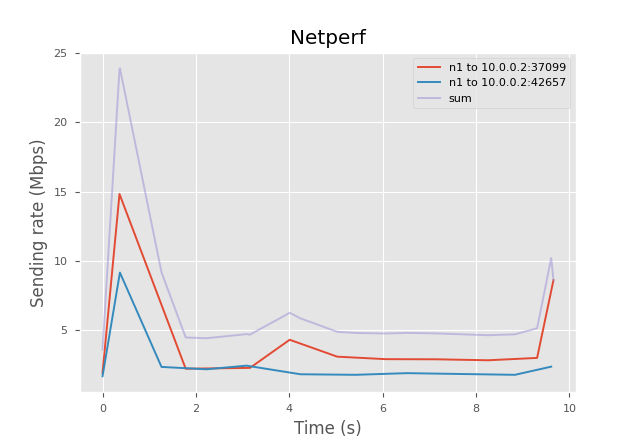 Netperf
n1 to 10.0.0.2:37099
n1 to 10.0.0.2:42657
sum
Sending rate (Mbps)
25
20
15
10
5
0 2 4 6 8 10
Time (s)